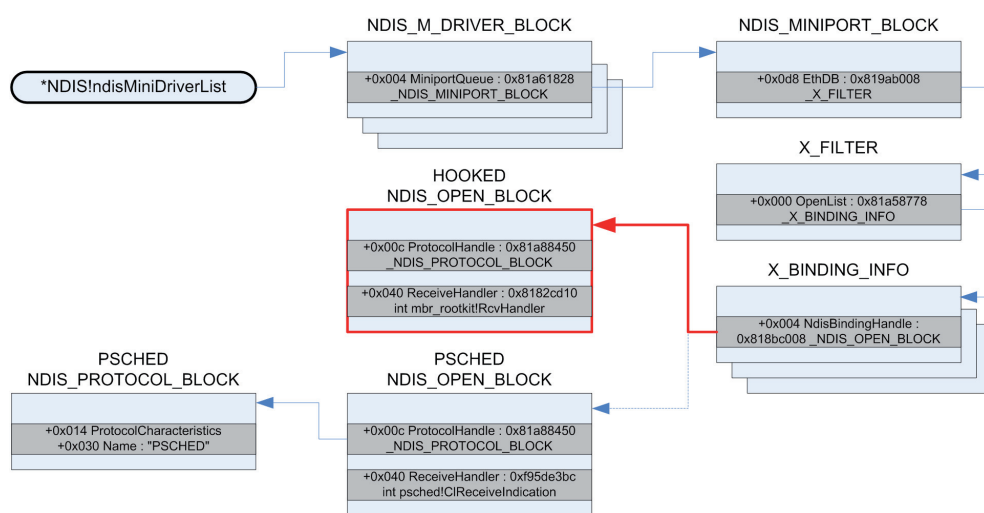 NDIS_M_DRIVER_BLOCK
NDIS_MINIPORT_BLOCK
*NDIS!ndisMiniDriverList
+0x004 MiniportQueue : 0x81a61828
_NDIS_MINIPORT_BLOCK
+0x0d8 EthDB : 0x819ab008
_X_FILTER
X_FILTER
+0x000 OpenList : 0x81a58778
_X_BINDING_INFO
HOOKED
NDIS_OPEN_BLOCK
+0x00c ProtocolHandle : 0x81a88450
_NDIS_PROTOCOL_BLOCK
+0x040 ReceiveHandler : 0x8182cd10
int mbr_rootkit!RcvHandler
X_BINDING_INFO
+0x004 NdisBindingHandle :
0x818bc008 _NDIS_OPEN_BLOCK
PSCHED
NDIS_PROTOCOL_BLOCK
+0x014 ProtocolCharacteristics
+0x030 Name : "PSCHED"
PSCHED
NDIS_OPEN_BLOCK
+0x00c ProtocolHandle : 0x81a88450
_NDIS_PROTOCOL_BLOCK
+0x040 ReceiveHandler : 0xf95de3bc
int psched!ClReceiveIndication